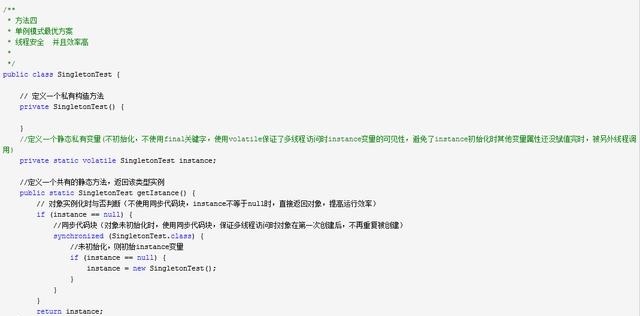 /**
 * 方法四
 * 单例模式最优方案
 * 线程安全  并且效率高
 *
 */
public class SingletonTest {
    // 定义一个私有构造方法
    private SingletonTest() {
    }
    //定义一个静态私有变量(不初始化，不使用final关键字，使用volatile保证了多线程访问时instance变量的可见性，避免了instance初始化时其他变量属性还没赋值完时，被另外线程调
用)
    private static volatile SingletonTest instance;
    //定义一个共有的静态方法，返回该类型实例
    public static SingletonTest getIstance() {
        // 对象实例化时与否判断（不使用同步代码块，instance不等于null时，直接返回对象，提高运行效率）
        if (instance == null) {
            //同步代码块（对象未初始化时，使用同步代码块，保证多线程访问时对象在第一次创建后，不再重复被创建）
            synchronized (SingletonTest.class) {
                //未初始化，则初始instance变量
                if (instance == null) {
                    instance = new SingletonTest();
                }
            }
        }
        return instance;